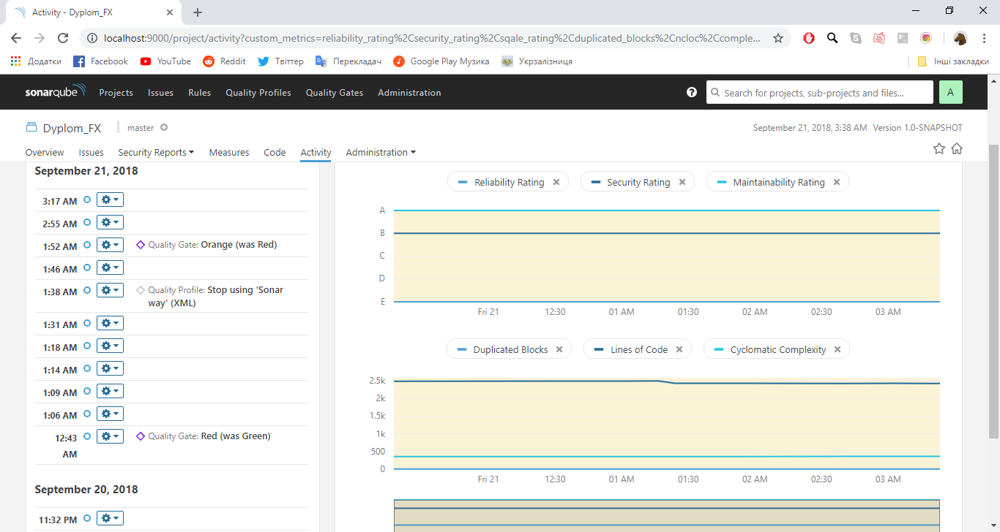 Activity - Dyplom_FX
localhost:9000/project/activity?custom_metrics=reliability_rating%2Csecurity_rating%2Csqale_rating%2Cduplicated_blocks%2Cncloc%2Ccomple...
Додатки Facebook YouTube Reddit Твіттер Перекладач Google Play Музика Укрзалізниця Інші закладки
sonarqube Projects Issues Rules Quality Profiles Quality Gates Administration ? Search for projects, sub-projects and files... A
Dyplom_FX master September 21, 2018, 3:38 AM Version 1.0-SNAPSHOT
Overview Issues Security Reports Measures Code Activity Administration
September 21, 2018
3:17 AM
2:55 AM
1:52 AM Quality Gate: Orange (was Red)
1:46 AM
1:38 AM Quality Profile: Stop using 'Sonar
way' (XML)
1:31 AM
1:18 AM
1:14 AM
1:09 AM
1:06 AM
12:43 Quality Gate: Red (was Green)
AM
September 20, 2018
11:32 PM
Reliability Rating Security Rating Maintainability Rating
A
B
C
D
E
Fri 21 12:30 01 AM 01:30 02 AM 02:30 03 AM
Duplicated Blocks Lines of Code Cyclomatic Complexity
2.5k
2k
1.5k
1k
500
0
Fri 21 12:30 01 AM 01:30 02 AM 02:30 03 AM